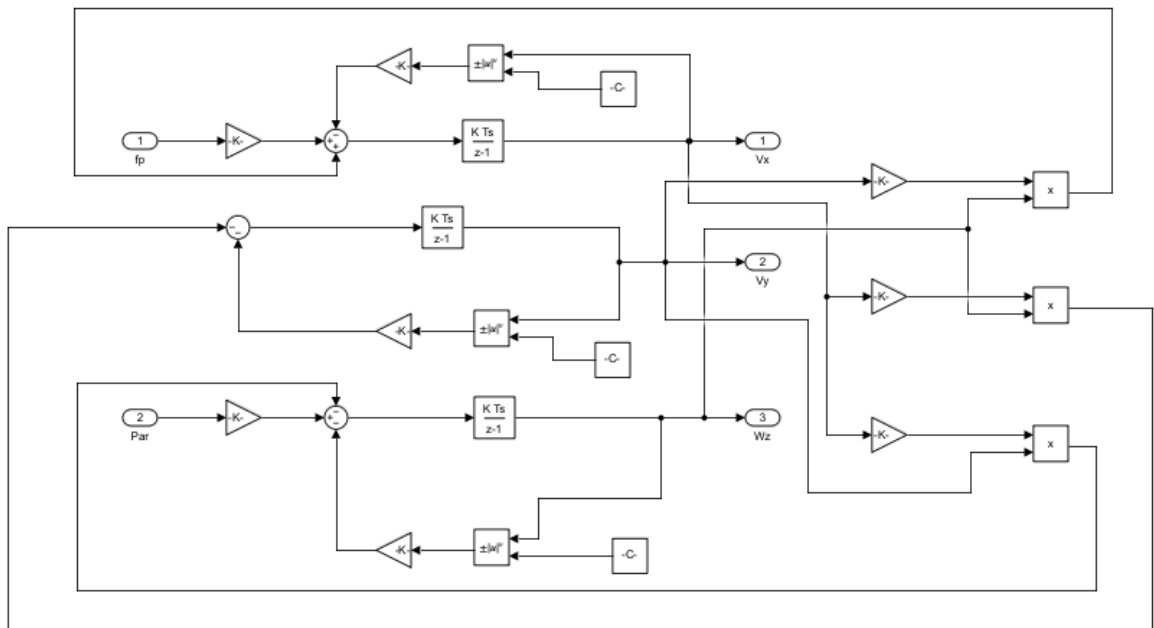 -K-
±|u|ᵛ
-C-
1
fp
-K-
+
-
+
K Ts
z-1
1
Vx
-K-
x
-
-
K Ts
z-1
2
Vy
-K-
x
-K-
±|u|ᵛ
-C-
2
Par
-K-
+
-
-
K Ts
z-1
3
Wz
-K-
x
-K-
±|u|ᵛ
-C-